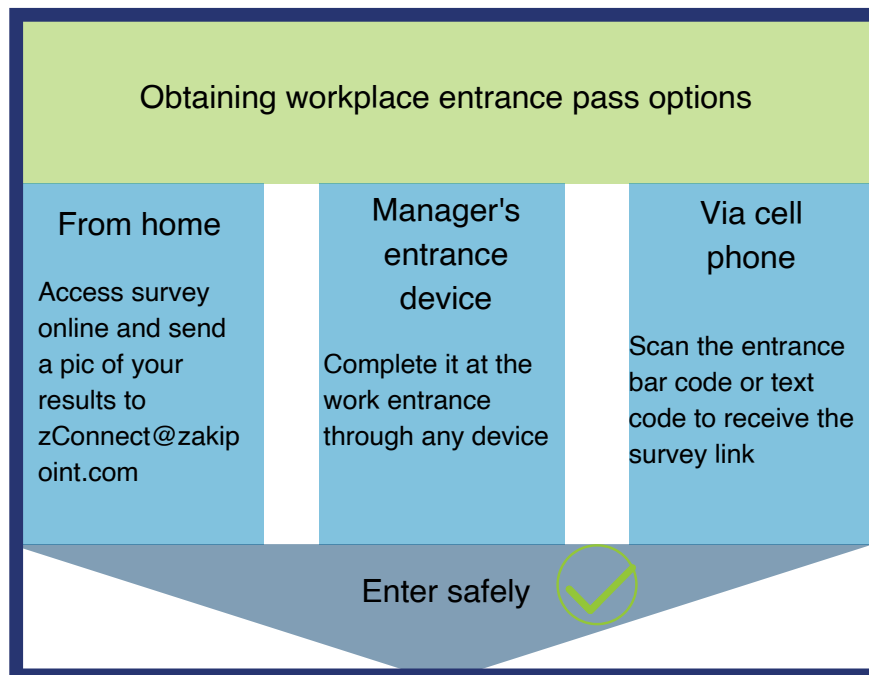 Obtaining workplace entrance pass options
From home
Access survey
online and send
a pic of your
results to
zConnect@zakip
oint.com
Manager's
entrance
device
Complete it at the
work entrance
through any device
Via cell
phone
Scan the entrance
bar code or text
code to receive the
survey link
Enter safely